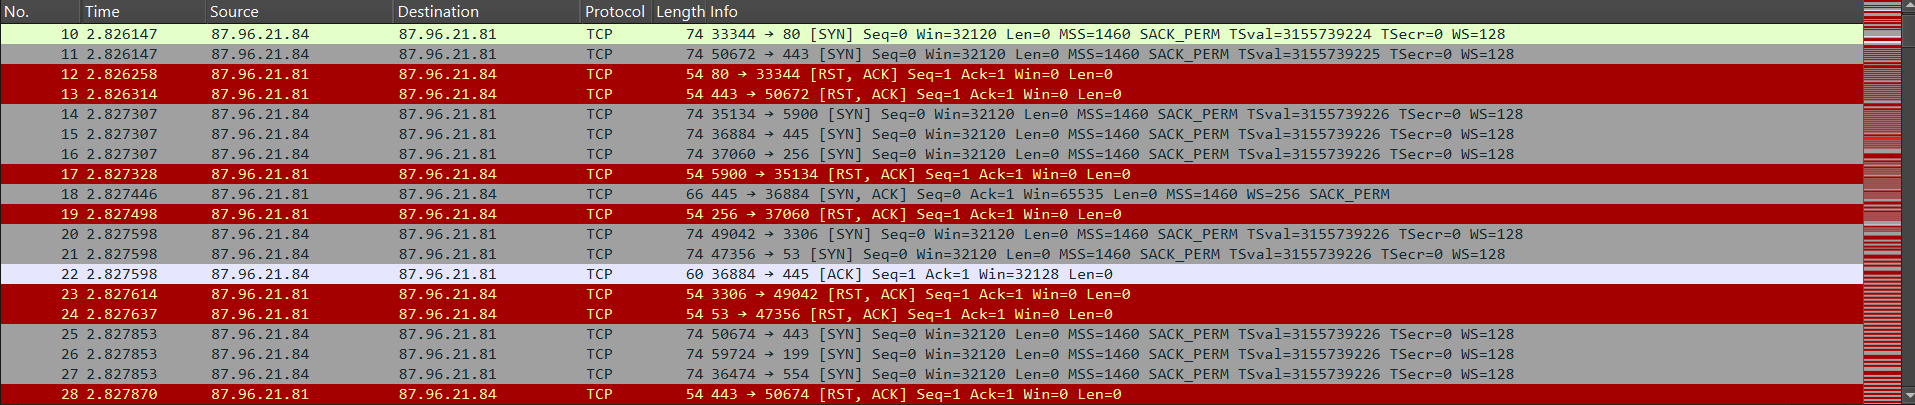 No. Time Source Destination Protocol Length Info
10 2.826147 87.96.21.84 87.96.21.81 TCP 74 33344 → 80 [SYN] Seq=0 Win=32120 Len=0 MSS=1460 SACK_PERM TSval=3155739224 TSecr=0 WS=128
11 2.826147 87.96.21.84 87.96.21.81 TCP 74 50672 → 443 [SYN] Seq=0 Win=32120 Len=0 MSS=1460 SACK_PERM TSval=3155739225 TSecr=0 WS=128
12 2.826258 87.96.21.81 87.96.21.84 TCP 54 80 → 33344 [RST, ACK] Seq=1 Ack=1 Win=0 Len=0
13 2.826314 87.96.21.81 87.96.21.84 TCP 54 443 → 50672 [RST, ACK] Seq=1 Ack=1 Win=0 Len=0
14 2.827307 87.96.21.84 87.96.21.81 TCP 74 35134 → 5900 [SYN] Seq=0 Win=32120 Len=0 MSS=1460 SACK_PERM TSval=3155739226 TSecr=0 WS=128
15 2.827307 87.96.21.84 87.96.21.81 TCP 74 36884 → 445 [SYN] Seq=0 Win=32120 Len=0 MSS=1460 SACK_PERM TSval=3155739226 TSecr=0 WS=128
16 2.827307 87.96.21.84 87.96.21.81 TCP 74 37060 → 256 [SYN] Seq=0 Win=32120 Len=0 MSS=1460 SACK_PERM TSval=3155739226 TSecr=0 WS=128
17 2.827328 87.96.21.81 87.96.21.84 TCP 54 5900 → 35134 [RST, ACK] Seq=1 Ack=1 Win=0 Len=0
18 2.827446 87.96.21.81 87.96.21.84 TCP 66 445 → 36884 [SYN, ACK] Seq=0 Ack=1 Win=65535 Len=0 MSS=1460 WS=256 SACK_PERM
19 2.827498 87.96.21.81 87.96.21.84 TCP 54 256 → 37060 [RST, ACK] Seq=1 Ack=1 Win=0 Len=0
20 2.827598 87.96.21.84 87.96.21.81 TCP 74 49042 → 3306 [SYN] Seq=0 Win=32120 Len=0 MSS=1460 SACK_PERM TSval=3155739226 TSecr=0 WS=128
21 2.827598 87.96.21.84 87.96.21.81 TCP 74 47356 → 53 [SYN] Seq=0 Win=32120 Len=0 MSS=1460 SACK_PERM TSval=3155739226 TSecr=0 WS=128
22 2.827598 87.96.21.84 87.96.21.81 TCP 60 36884 → 445 [ACK] Seq=1 Ack=1 Win=32128 Len=0
23 2.827614 87.96.21.81 87.96.21.84 TCP 54 3306 → 49042 [RST, ACK] Seq=1 Ack=1 Win=0 Len=0
24 2.827637 87.96.21.81 87.96.21.84 TCP 54 53 → 47356 [RST, ACK] Seq=1 Ack=1 Win=0 Len=0
25 2.827853 87.96.21.84 87.96.21.81 TCP 74 50674 → 443 [SYN] Seq=0 Win=32120 Len=0 MSS=1460 SACK_PERM TSval=3155739226 TSecr=0 WS=128
26 2.827853 87.96.21.84 87.96.21.81 TCP 74 59724 → 199 [SYN] Seq=0 Win=32120 Len=0 MSS=1460 SACK_PERM TSval=3155739226 TSecr=0 WS=128
27 2.827853 87.96.21.84 87.96.21.81 TCP 74 36474 → 554 [SYN] Seq=0 Win=32120 Len=0 MSS=1460 SACK_PERM TSval=3155739226 TSecr=0 WS=128
28 2.827870 87.96.21.81 87.96.21.84 TCP 54 443 → 50674 [RST, ACK] Seq=1 Ack=1 Win=0 Len=0